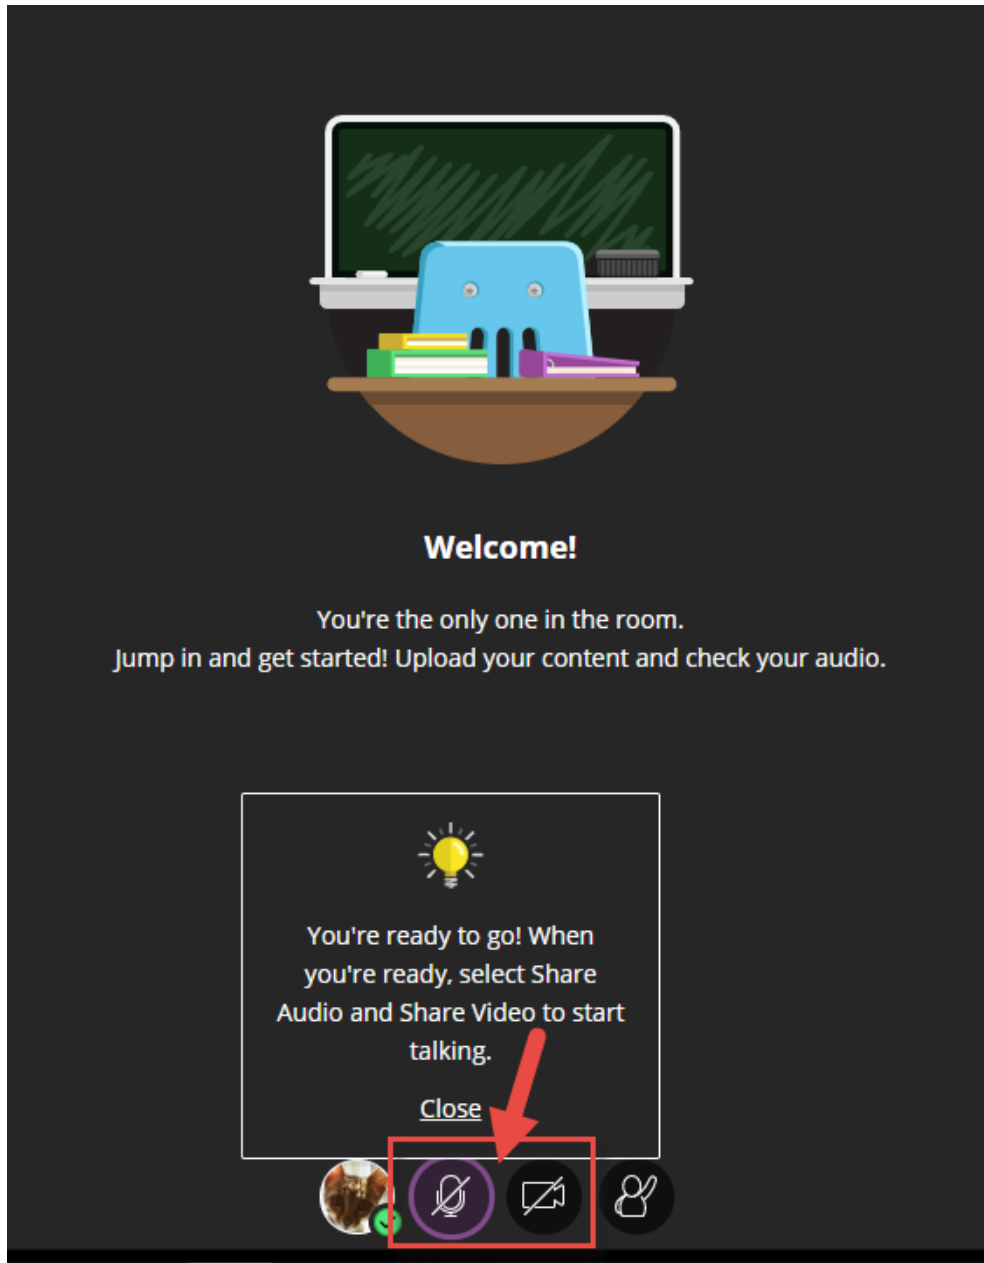 Welcome!
You're the only one in the room.
Jump in and get started! Upload your content and check your audio.
You're ready to go! When
you're ready, select Share
Audio and Share Video to start
talking.
Close